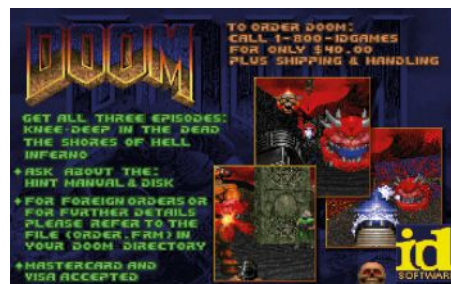 DOOM
TO ORDER DOOM:
CALL 1-800-IDGAMES
FOR ONLY $40.00
PLUS SHIPPING & HANDLING
GET ALL THREE EPISODES:
KNEE-DEEP IN THE DEAD
THE SHORES OF HELL
INFERNO
ASK ABOUT THE:
HINT MANUAL & DISK
FOR FOREIGN ORDERS OR
FOR FURTHER DETAILS
PLEASE REFER TO THE
FILE (ORDER.FRM) IN
YOUR DOOM DIRECTORY
MASTERCARD AND
VISA ACCEPTED
id
SOFTWARE